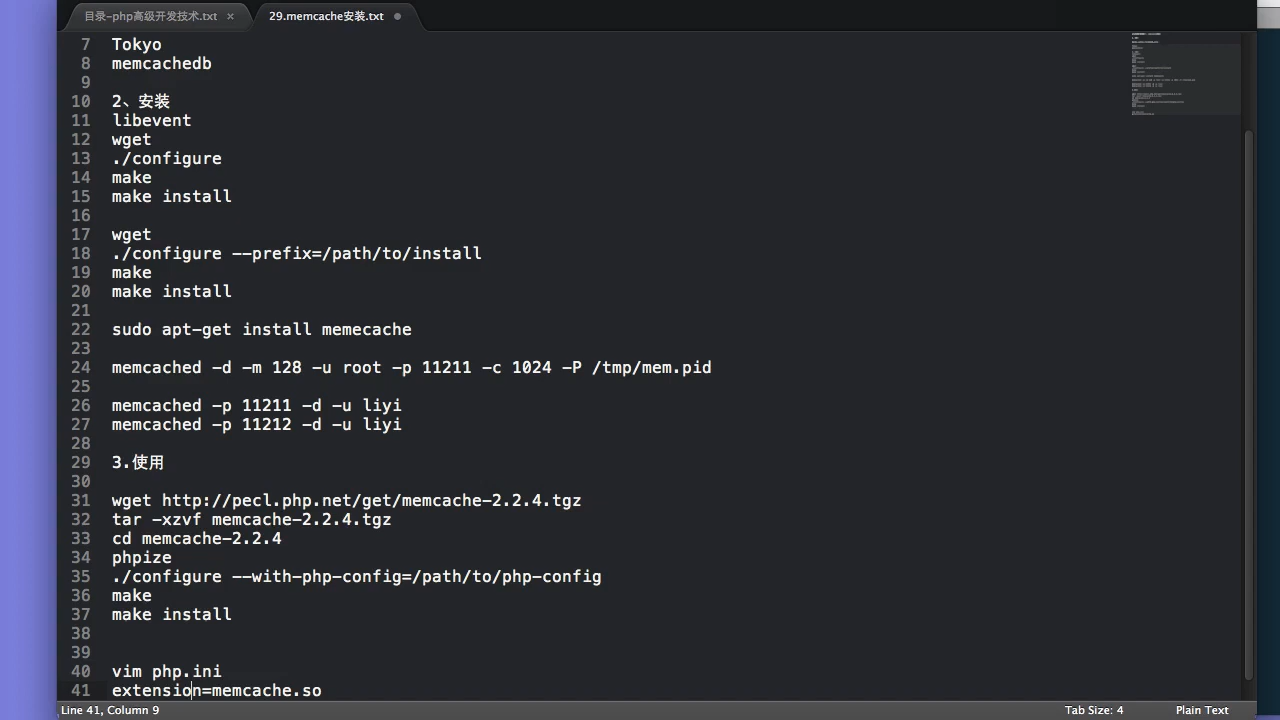 目录-php高级开发技术.txt ×
29.memcache安装.txt
7 Tokyo
8 memcachedb
9
10 2、安装
11 libevent
12 wget
13 ./configure
14 make
15 make install
16
17 wget
18 ./configure --prefix=/path/to/install
19 make
20 make install
21
22 sudo apt-get install memecache
23
24 memcached -d -m 128 -u root -p 11211 -c 1024 -P /tmp/mem.pid
25
26 memcached -p 11211 -d -u liyi
27 memcached -p 11212 -d -u liyi
28
29 3.使用
30
31 wget http://pecl.php.net/get/memcache-2.2.4.tgz
32 tar -xzvf memcache-2.2.4.tgz
33 cd memcache-2.2.4
34 phpize
35 ./configure --with-php-config=/path/to/php-config
36 make
37 make install
38
39
40 vim php.ini
41 extension=memcache.so
Line 41, Column 9
Tab Size: 4
Plain Text